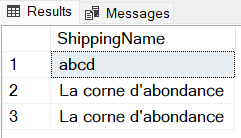 Results Messages
ShippingName
1 abcd
2 La corne d'abondance
3 La corne d'abondance